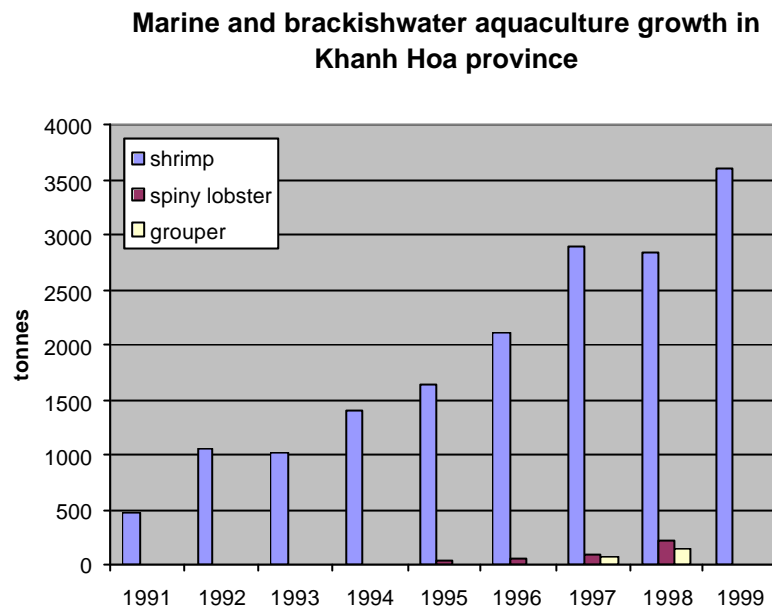 Marine and brackishwater aquaculture growth in
Khanh Hoa province
4000
3500
3000
2500
2000
1500
1000
500
0
tonnes
shrimp
spiny lobster
grouper
1991 1992 1993 1994 1995 1996 1997 1998 1999